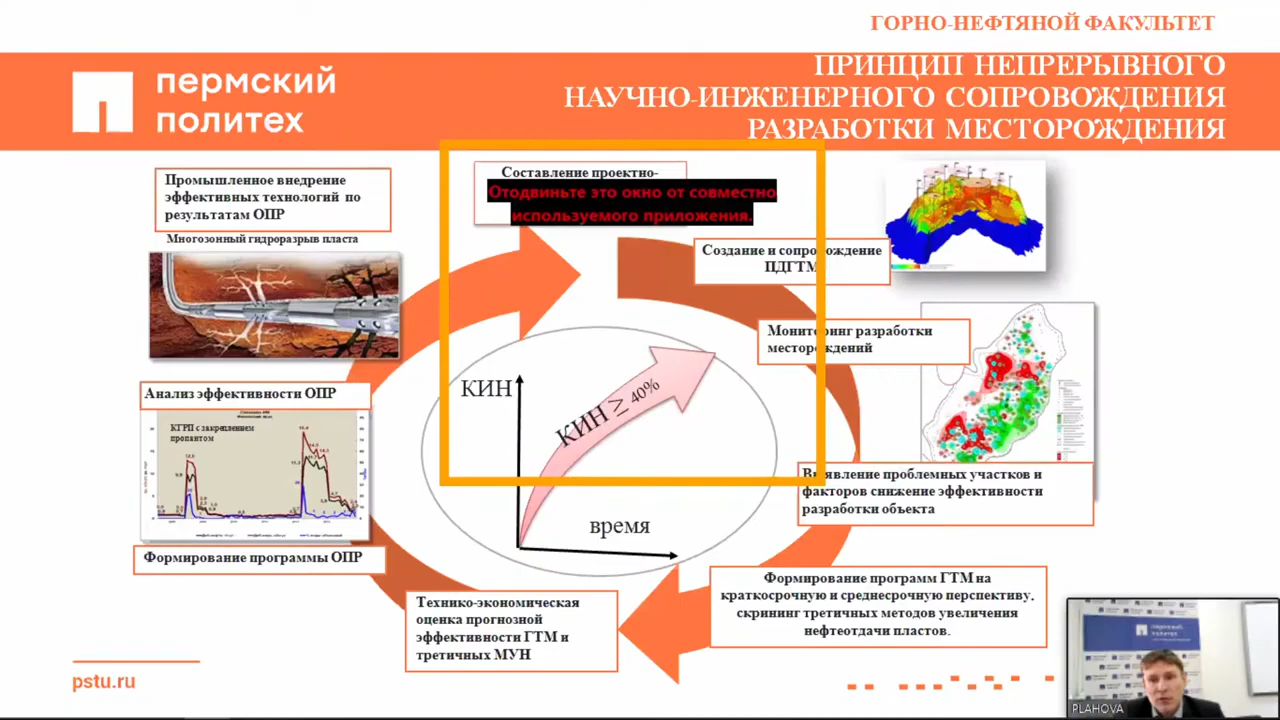 ГОРНО-НЕФТЯНОЙ ФАКУЛЬТЕТ
пермский
политех
ПРИНЦИП НЕПРЕРЫВНОГО
НАУЧНО-ИНЖЕНЕРНОГО СОПРОВОЖДЕНИЯ
РАЗРАБОТКИ МЕСТОРОЖДЕНИЯ
Промышленное внедрение
эффективных технологий по
результатам ОПР
Многозонный гидроразрыв пласта
Составление проектно-
Отодвиньте это окно от совместно
используемого приложения.
Создание и сопровождение
ПДГТМ
Мониторинг разработки
месторождений
Выявление проблемных участков и
факторов снижение эффективности
разработки объекта
Формирование программ ГТМ на
краткосрочную и среднесрочную перспективу,
скрининг третичных методов увеличения
нефтеотдачи пластов.
Технико-экономическая
оценка прогнозной
эффективности ГТМ и
третичных МУН
Формирование программы ОПР
Анализ эффективности ОПР
КГРП с закреплением
пропантом
КИН
КИН ≥ 40%
время
pstu.ru
пермский
политех
PLAHOVA